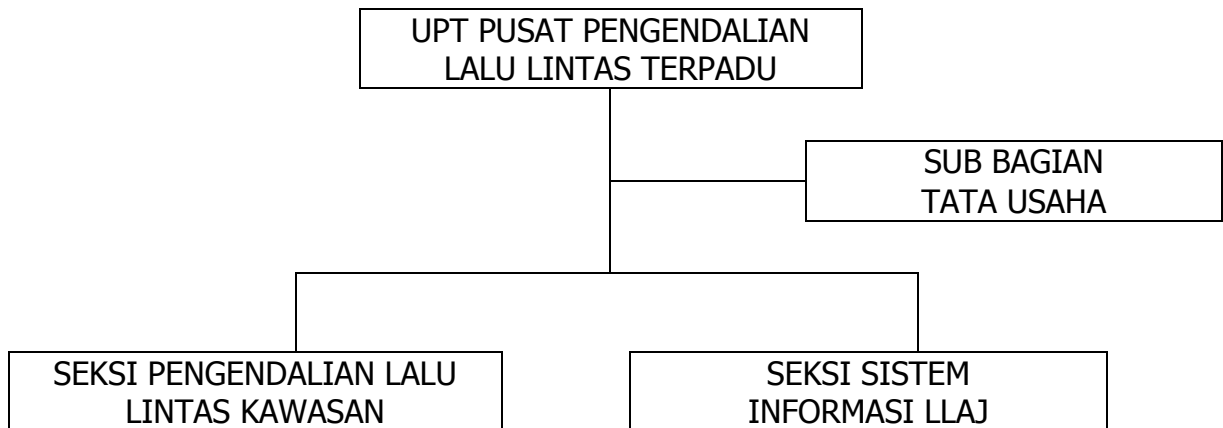 UPT PUSAT PENGENDALIAN
LALU LINTAS TERPADU
SUB BAGIAN
TATA USAHA
SEKSI PENGENDALIAN LALU
LINTAS KAWASAN
SEKSI SISTEM
INFORMASI LLAJ